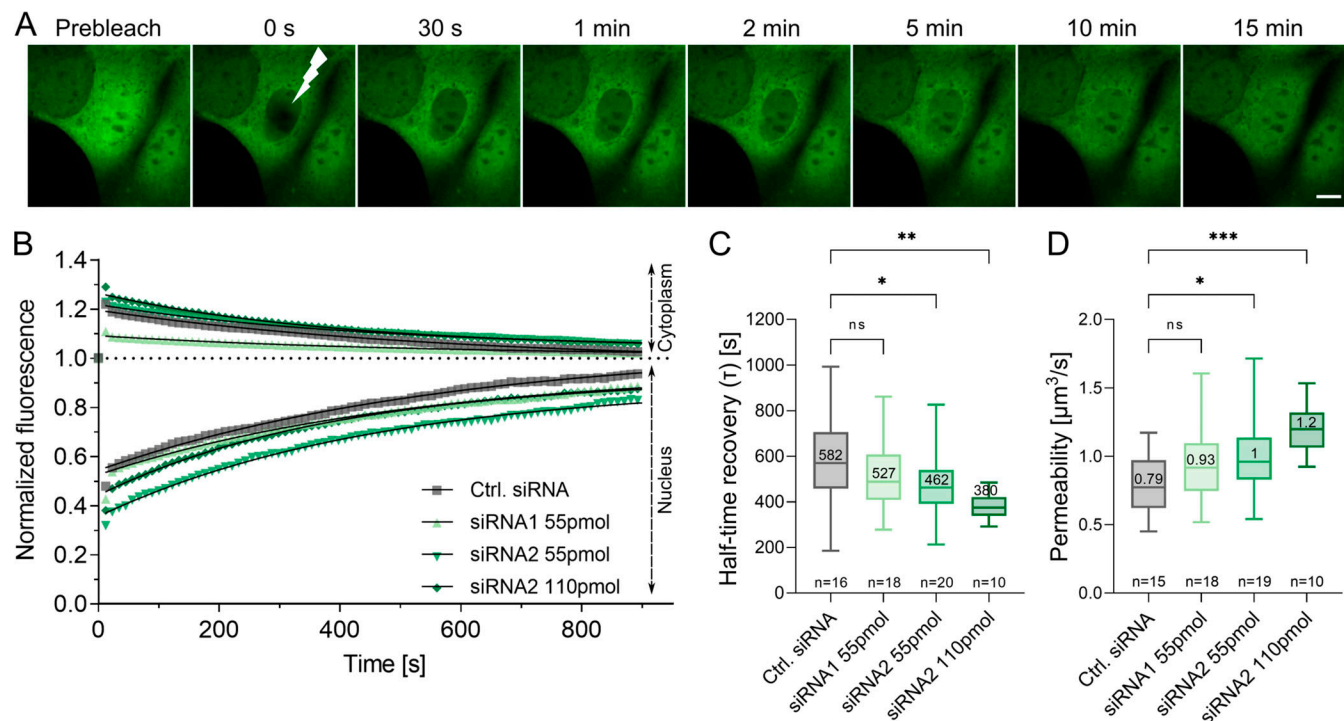 A
Prebleach 0 s 30s 1 min 2 min 5 min 10 min 15 min
B
Normalized fluorescence
1.4
1.2
1.0
0.8
0.6
0.4
0.2
0.0
0 200 400 600 800
Time [s]
Cytoplasm
Nucleus
Ctrl. siRNA
siRNA1 55pmol
siRNA2 55pmol
siRNA2 110pmol
C
**
*
ns
Half-time recovery (τ) [s]
1200
1000
800
600
400
200
0
582
527
462
380
n=16 n=18 n=20 n=10
Ctrl. siRNA
siRNA1 55pmol
siRNA2 55pmol
siRNA2 110pmol
D
***
*
ns
Permeability [µm³/s]
2.0
1.5
1.0
0.5
0.0
0.79
0.93
1
1.2
n=15 n=18 n=19 n=10
Ctrl. siRNA
siRNA1 55pmol
siRNA2 55pmol
siRNA2 110pmol